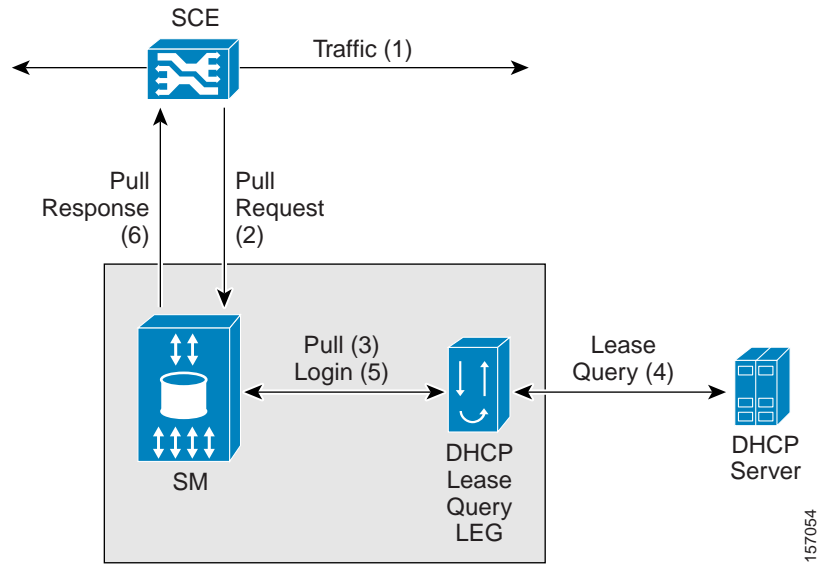 SCE
Traffic (1)
Pull
Response
(6)
Pull
Request
(2)
Pull (3)
Login (5)
Lease
Query (4)
SM
DHCP
Lease
Query
LEG
DHCP
Server
157054